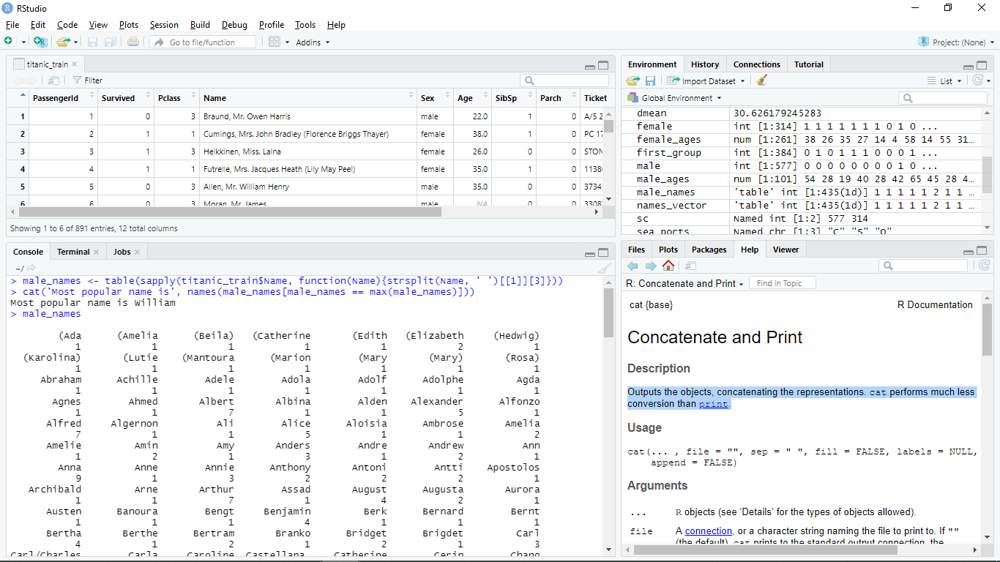 RStudio
File Edit Code View Plots Session Build Debug Profile Tools Help
Go to file/function Addins Project: (None)
titanic_train
Filter
PassengerId Survived Pclass Name Sex Age SibSp Parch Ticket
1 1 0 3 Braund, Mr. Owen Harris male 22.0 1 0 A/5 2
2 2 1 1 Cumings, Mrs. John Bradley (Florence Briggs Thayer) female 38.0 1 0 PC 17
3 3 1 3 Heikkinen, Miss. Laina female 26.0 0 0 STON
4 4 1 1 Futrelle, Mrs. Jacques Heath (Lily May Peel) female 35.0 1 0 1138
5 5 0 3 Allen, Mr. William Henry male 35.0 0 0 3734
6 6 0 3 Moran, Mr. James male NA 0 0 3308
Showing 1 to 6 of 891 entries, 12 total columns
Console Terminal Jobs
~/
> male_names <- table(sapply(titanic_train$Name, function(Name){strsplit(Name, ' ')[[1]][3]}))
> cat('Most popular name is', names(male_names[male_names == max(male_names)]))
Most popular name is William
> male_names
(Ada (Amelia (Beila) (Catherine (Edith (Elizabeth (Hedwig)
1 1 1 1 1 2 1
(Karolina) (Lutie (Mantoura (Marion (Mary (Mary) (Rosa)
1 1 1 1 1 1 1
Abraham Achille Adele Adola Adolf Adolphe Agda
1 1 1 1 1 1 1
Agnes Ahmed Albert Albina Alden Alexander Alfonzo
1 1 7 1 1 5 1
Alfred Algernon Ali Alice Aloisia Ambrose Amelia
7 1 1 5 1 1 2
Amelie Amin Amy Anders Andre Andrew Ann
1 2 1 3 1 2 1
Anna Anne Annie Anthony Antoni Antti Apostolos
9 1 3 2 2 2 1
Archibald Arne Arthur Assad August Augusta Aurora
1 1 7 1 4 2 1
Austen Banoura Bengt Benjamin Berk Bernard Bernt
1 1 1 4 1 1 1
Bertha Berthe Bertram Branko Bridget Brigdet Carl
4 1 2 1 2 1 3
Carl/Charles Carla Caroline Castellana Catherine Cerin Chang
Environment History Connections Tutorial
Import Dataset List
Global Environment
dmean 30.626179245283
female int [1:314] 1 1 1 1 1 1 1 0 1 0 ...
female_ages num [1:261] 38 26 35 27 14 4 58 14 55 31…
first_group int [1:384] 0 1 0 1 1 1 0 0 0 1 ...
male int [1:577] 0 0 0 0 0 0 0 0 1 0 ...
male_ages num [1:101] 54 28 19 40 28 42 65 45 28 4…
male_names 'table' int [1:435(1d)] 1 1 1 1 1 2 1 1 …
names_vector 'table' int [1:435(1d)] 1 1 1 1 1 2 1 1 …
sc Named int [1:2] 577 314
sea_ports Named chr [1:3] "C" "S" "Q"
Files Plots Packages Help Viewer
R: Concatenate and Print Find in Topic
cat {base} R Documentation
Concatenate and Print
Description
Outputs the objects, concatenating the representations. cat performs much less
conversion than print.
Usage
cat(... , file = "", sep = " ", fill = FALSE, labels = NULL,
append = FALSE)
Arguments
... R objects (see ‘Details’ for the types of objects allowed).
file A connection, or a character string naming the file to print to. If ""
(the default), cat prints to the standard output connection, the